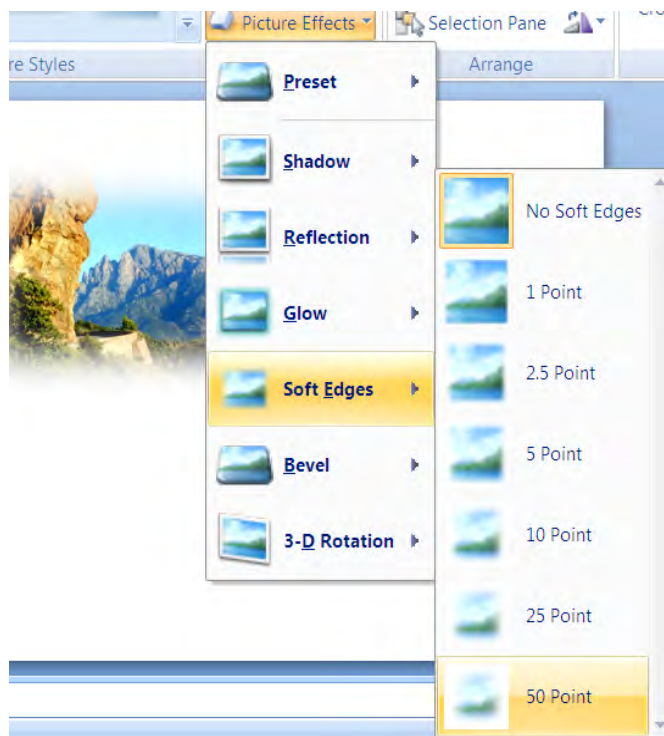 Picture Effects
Selection Pane
re Styles
Arrange
Preset
Shadow
Reflection
Glow
Soft Edges
Bevel
3-D Rotation
No Soft Edges
1 Point
2.5 Point
5 Point
10 Point
25 Point
50 Point